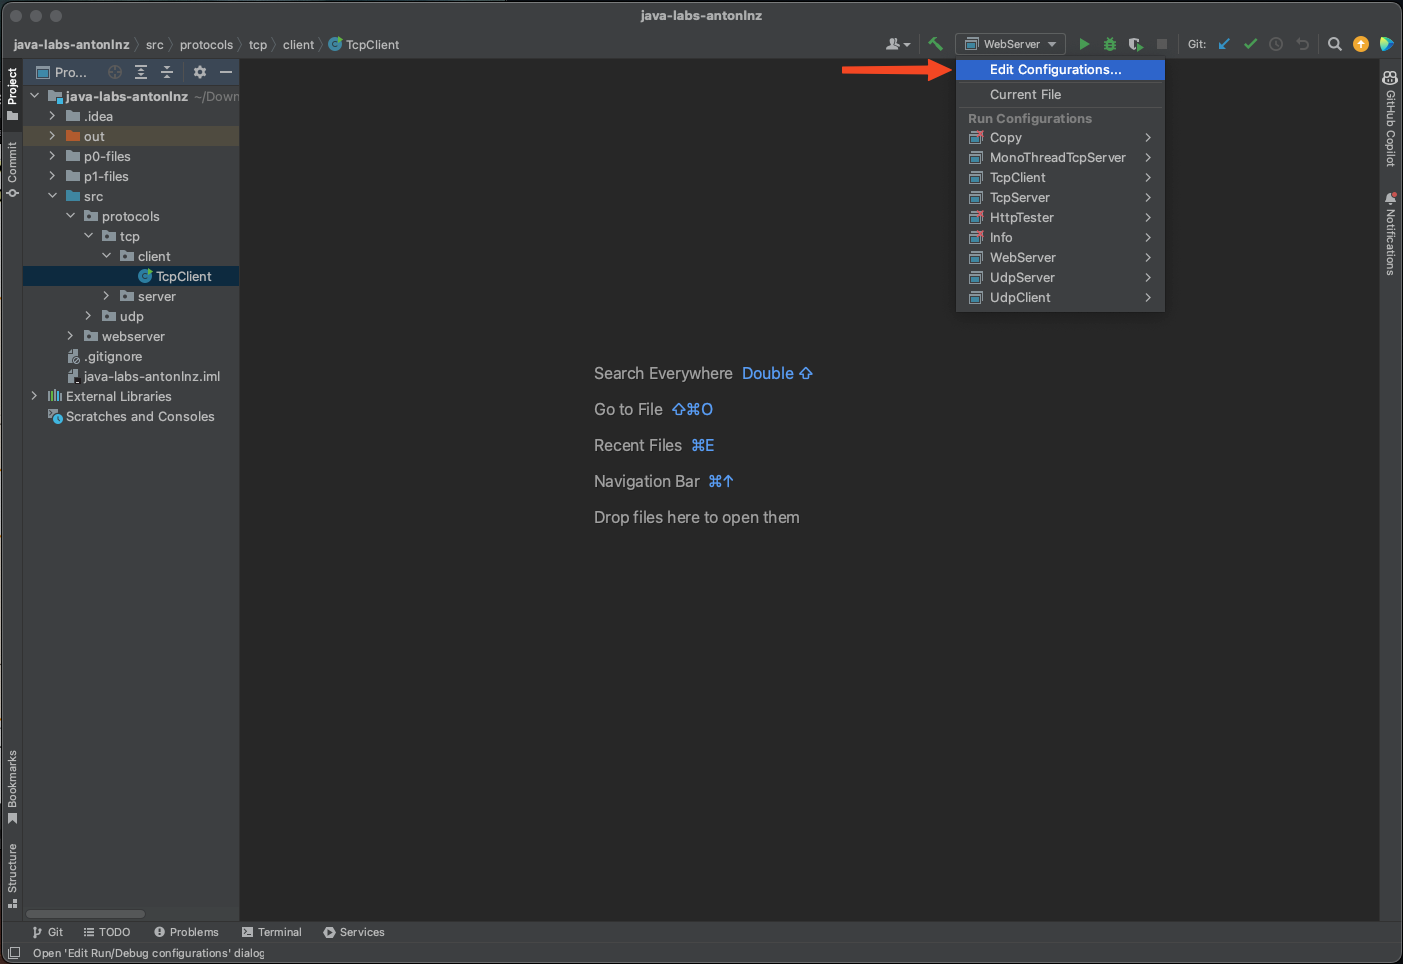 java-labs-antonlnz
java-labs-antonlnz src protocols tcp client TcpClient
WebServer
Git:
Project
Commit
Bookmarks
Structure
Pro...
java-labs-antonlnz ~/Down
.idea
out
p0-files
p1-files
src
protocols
tcp
client
TcpClient
server
udp
webserver
.gitignore
java-labs-antonlnz.iml
External Libraries
Scratches and Consoles
Edit Configurations...
Current File
Run Configurations
Copy
MonoThreadTcpServer
TcpClient
TcpServer
HttpTester
Info
WebServer
UdpServer
UdpClient
Search Everywhere Double ⇧
Go to File ⇧⌘O
Recent Files ⌘E
Navigation Bar ⌘↑
Drop files here to open them
GitHub Copilot
Notifications
Git TODO Problems Terminal Services
Open 'Edit Run/Debug configurations' dialog